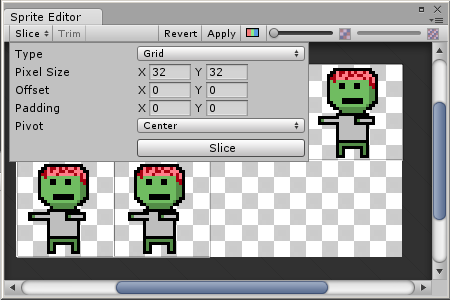 Sprite Editor
Slice Trim Revert Apply
Type Grid
Pixel Size X 32 Y 32
Offset X 0 Y 0
Padding X 0 Y 0
Pivot Center
Slice